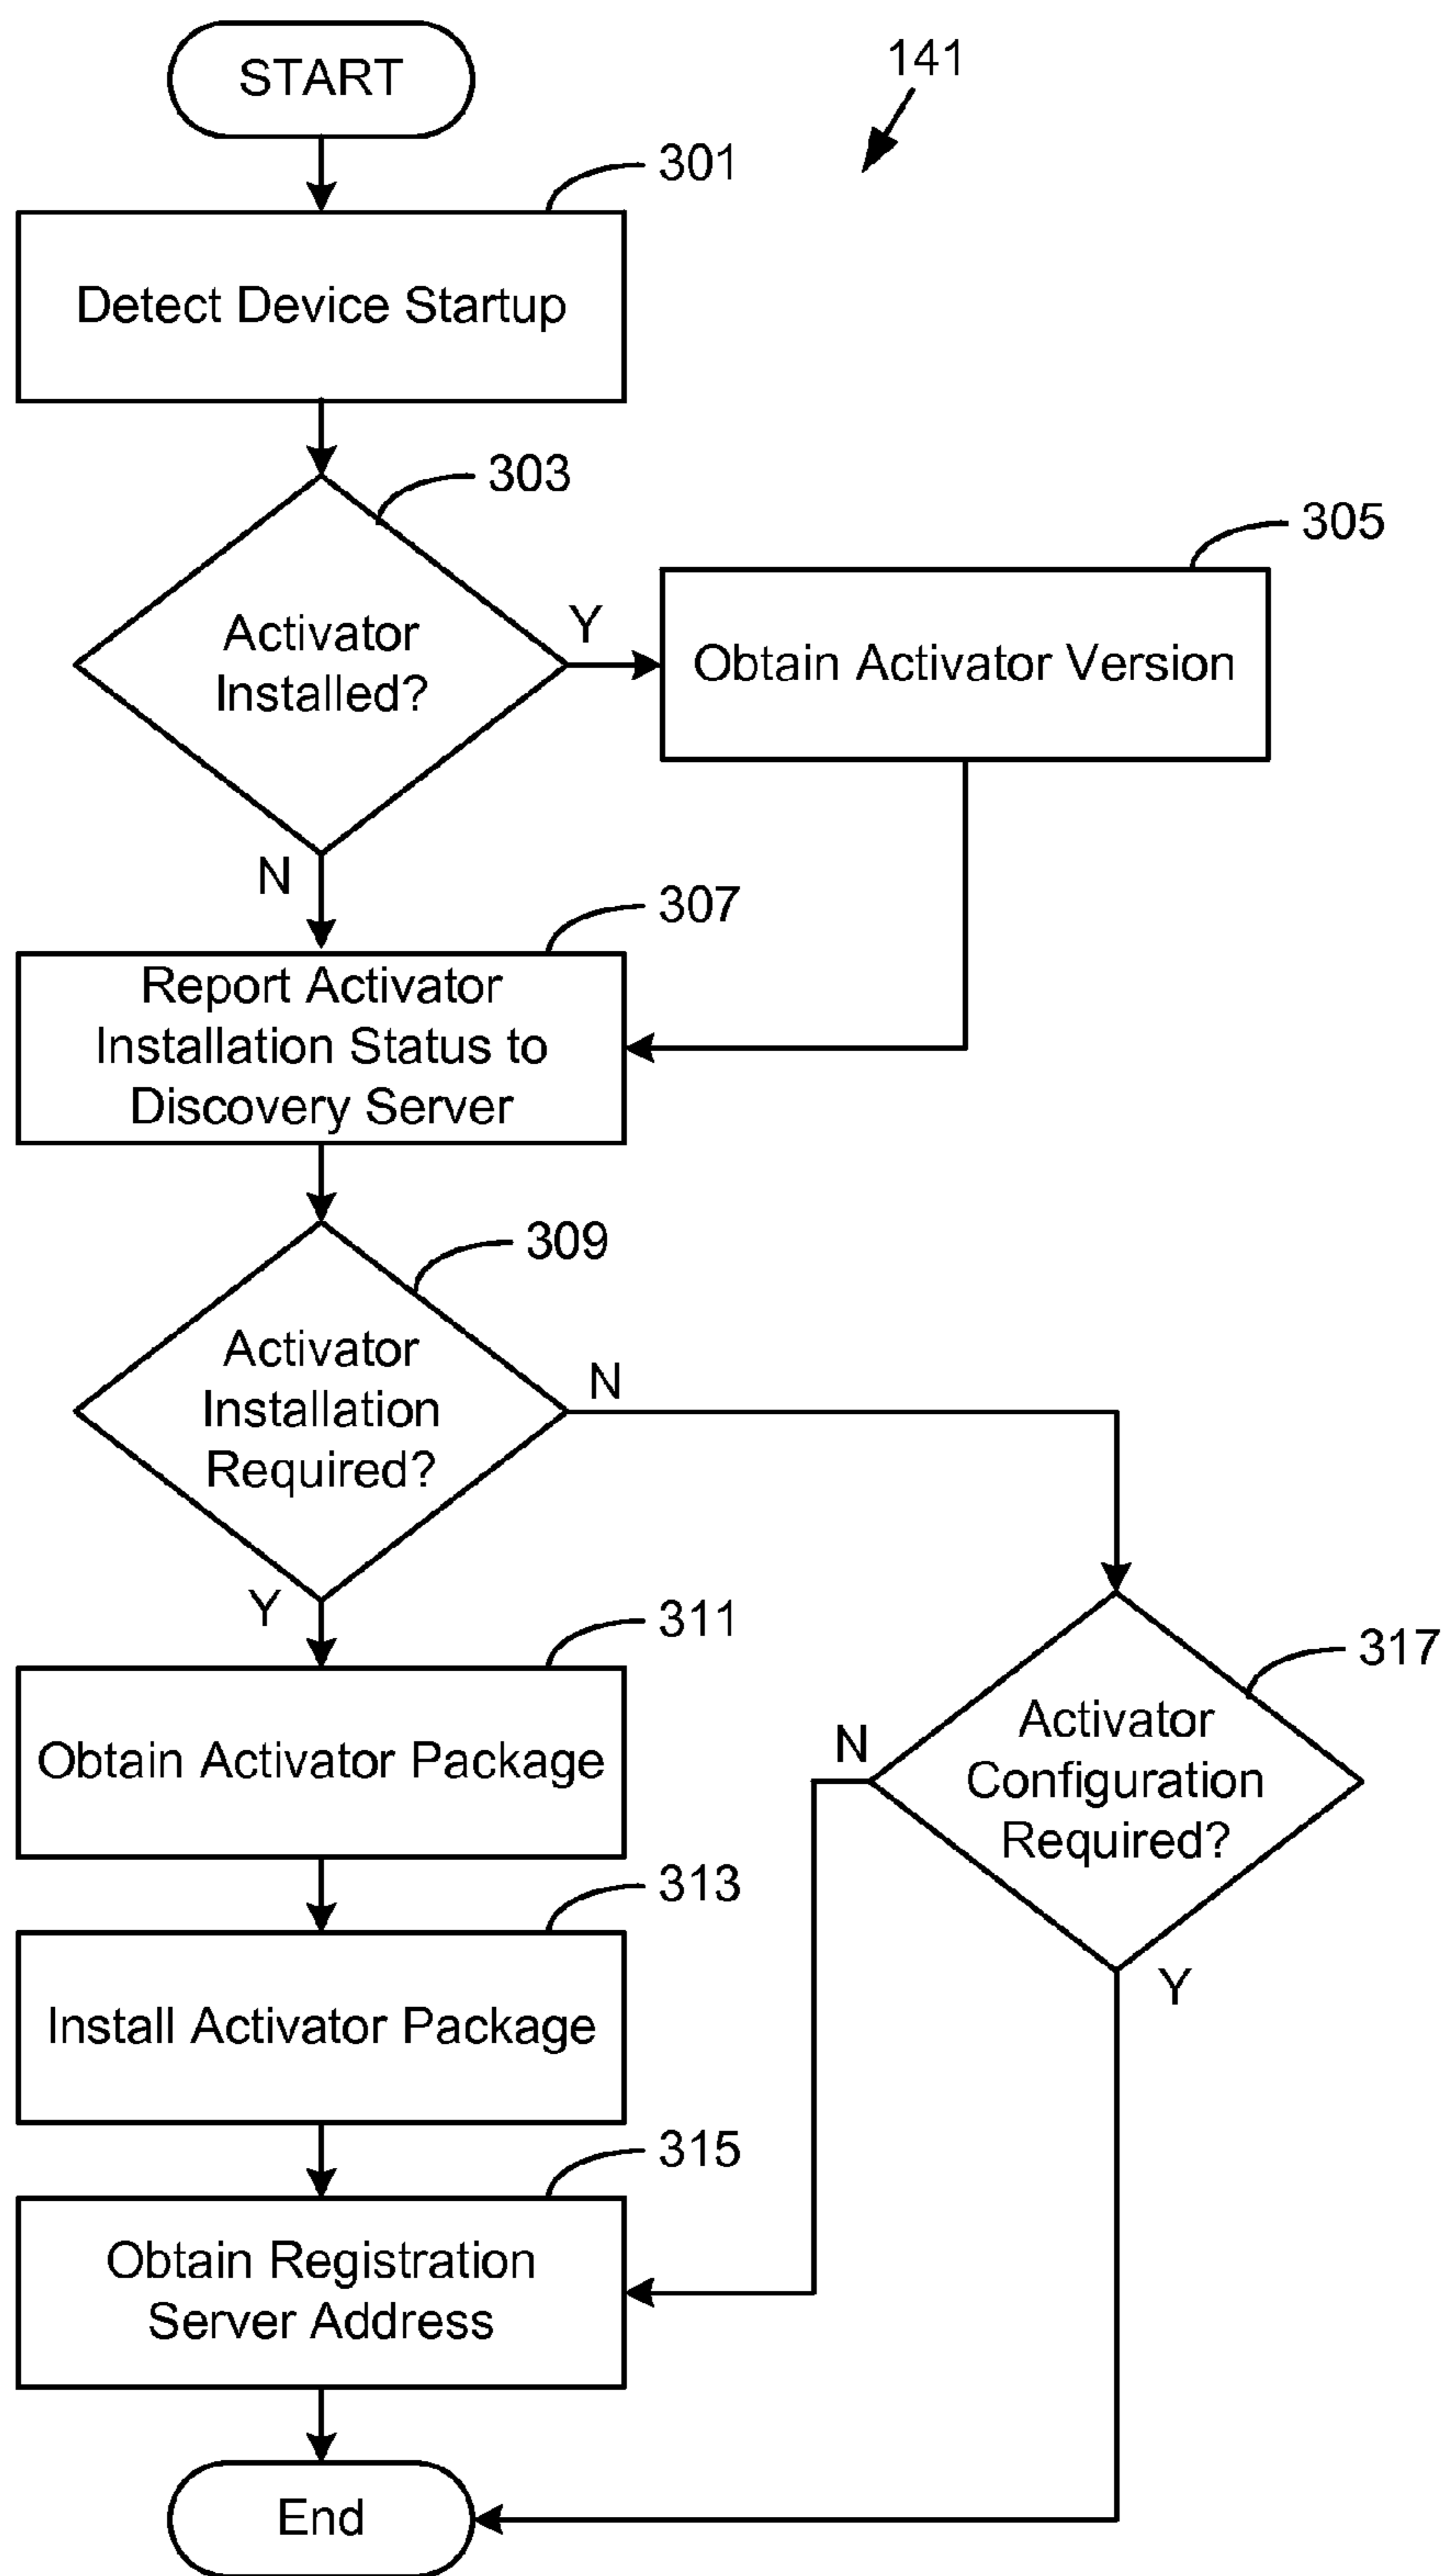 START
141
301
Detect Device Startup
303
305
Activator
Installed?
Y
Obtain Activator Version
N
307
Report Activator
Installation Status to
Discovery Server
309
Activator
Installation
Required?
N
Y
311
317
Obtain Activator Package
N
Activator
Configuration
Required?
313
Y
Install Activator Package
315
Obtain Registration
Server Address
End